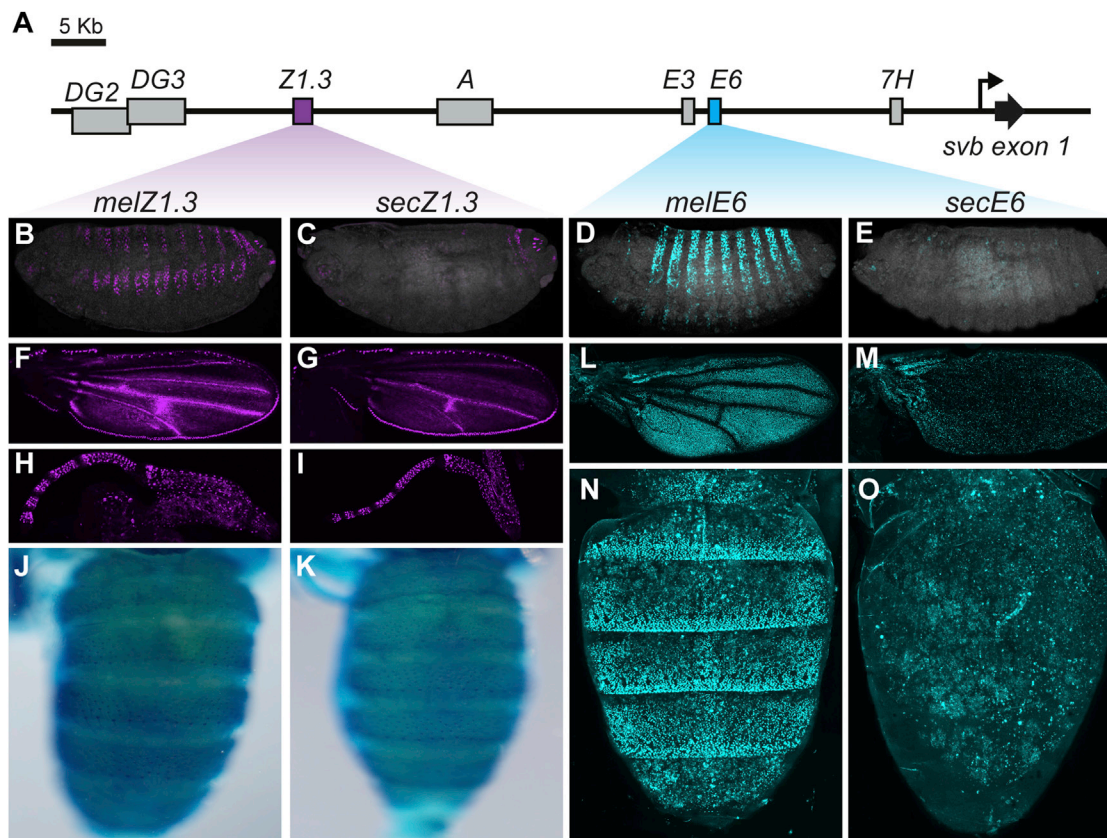 A
5 Kb
DG2 DG3 Z1.3 A E3 E6 7H
svb exon 1
melZ1.3 secZ1.3 melE6 secE6
B C D E
F G L M
H I
N O
J K